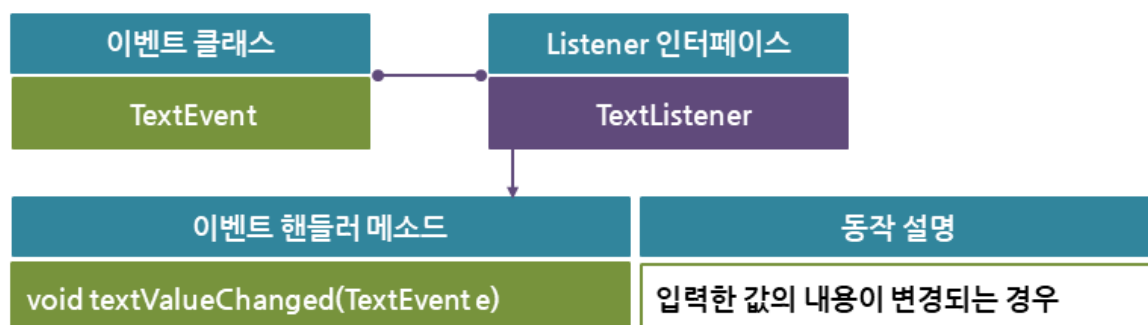 이벤트 클래스
Listener 인터페이스
TextEvent
TextListener
이벤트 핸들러 메소드
동작 설명
void textValueChanged(TextEvent e)
입력한 값의 내용이 변경되는 경우